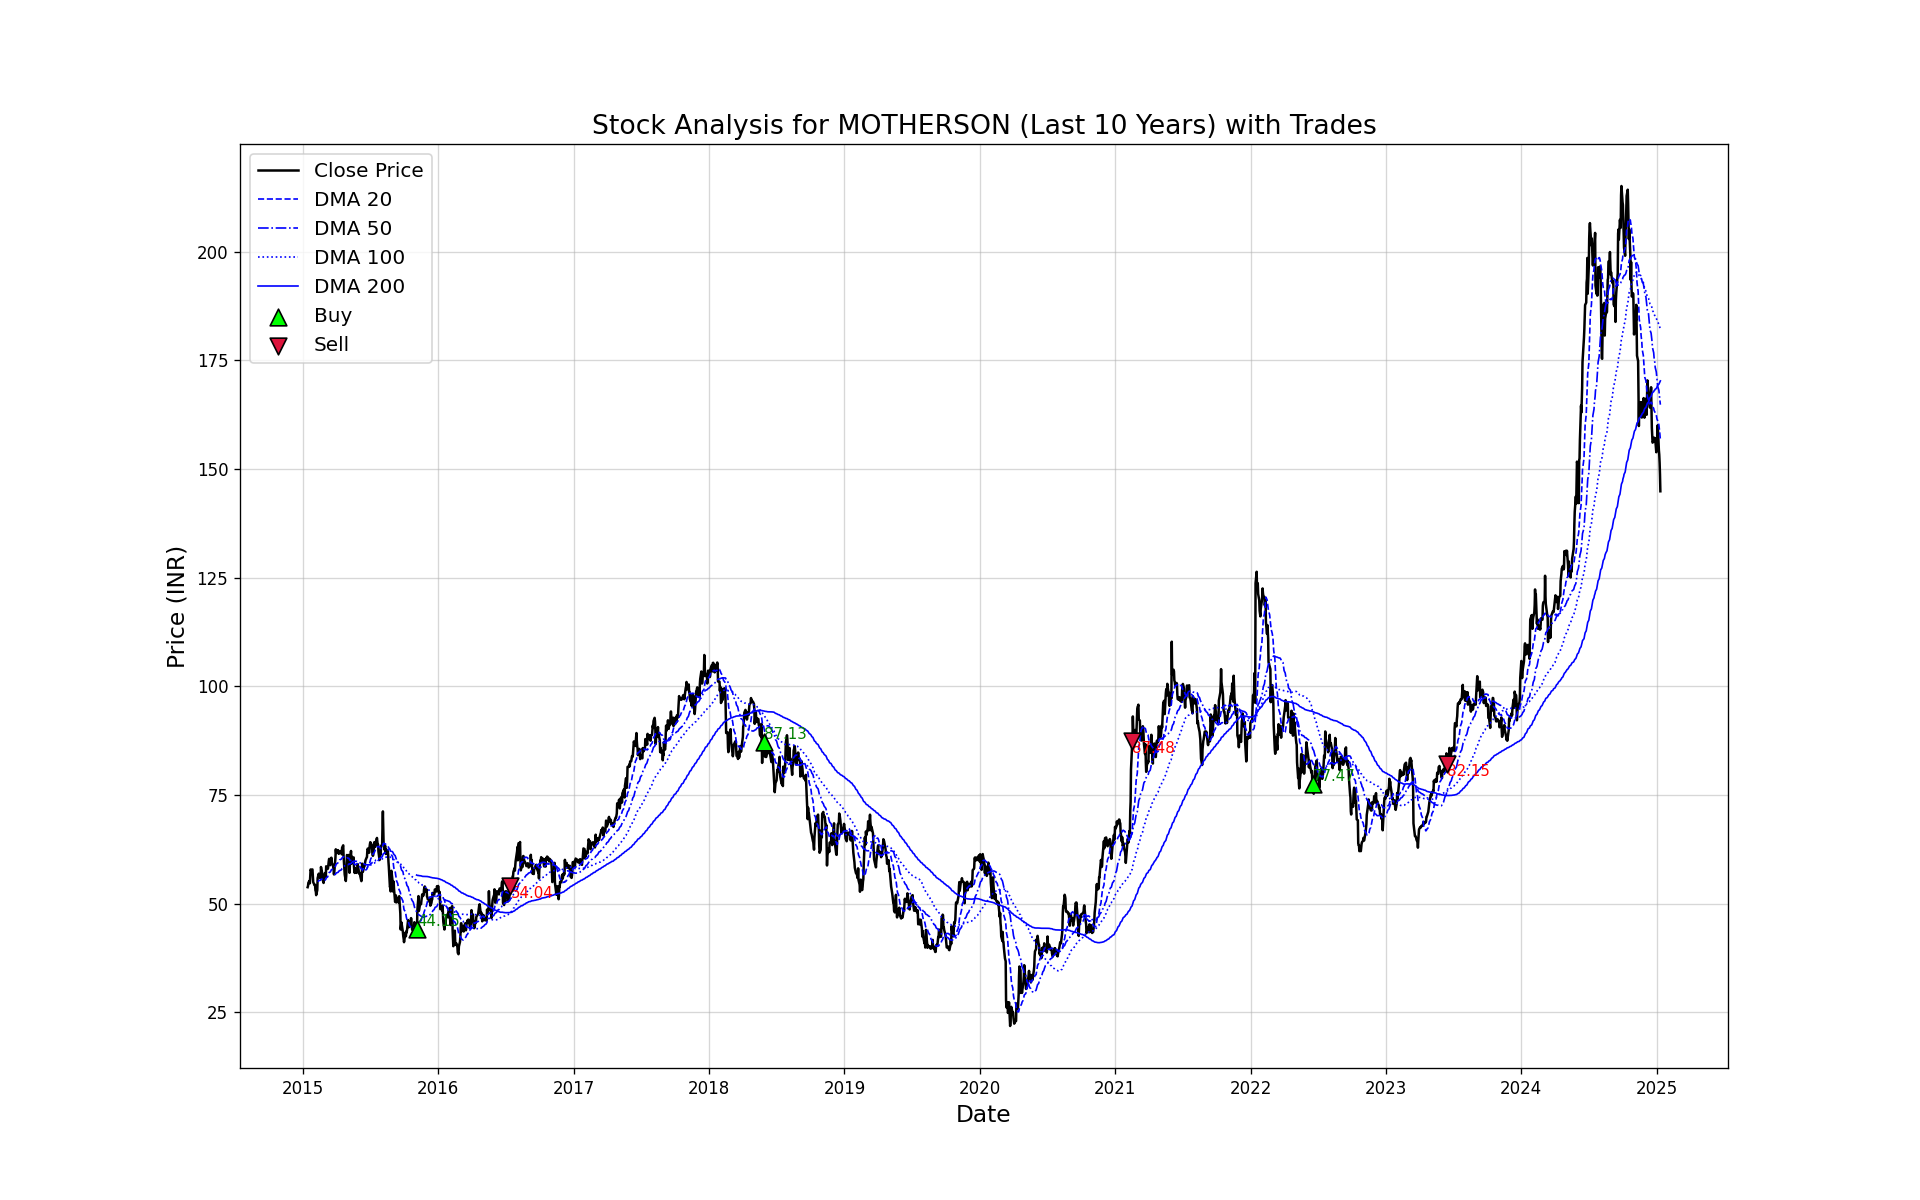 Stock Analysis for MOTHERSON (Last 10 Years) with Trades
Close Price
DMA 20
DMA 50
DMA 100
DMA 200
Buy
Sell
Price (INR)
200
175
150
125
100
75
50
25
87.13
82.15
54.04
2015 2016 2017 2018 2019 2020 2021 2022 2023 2024 2025
Date